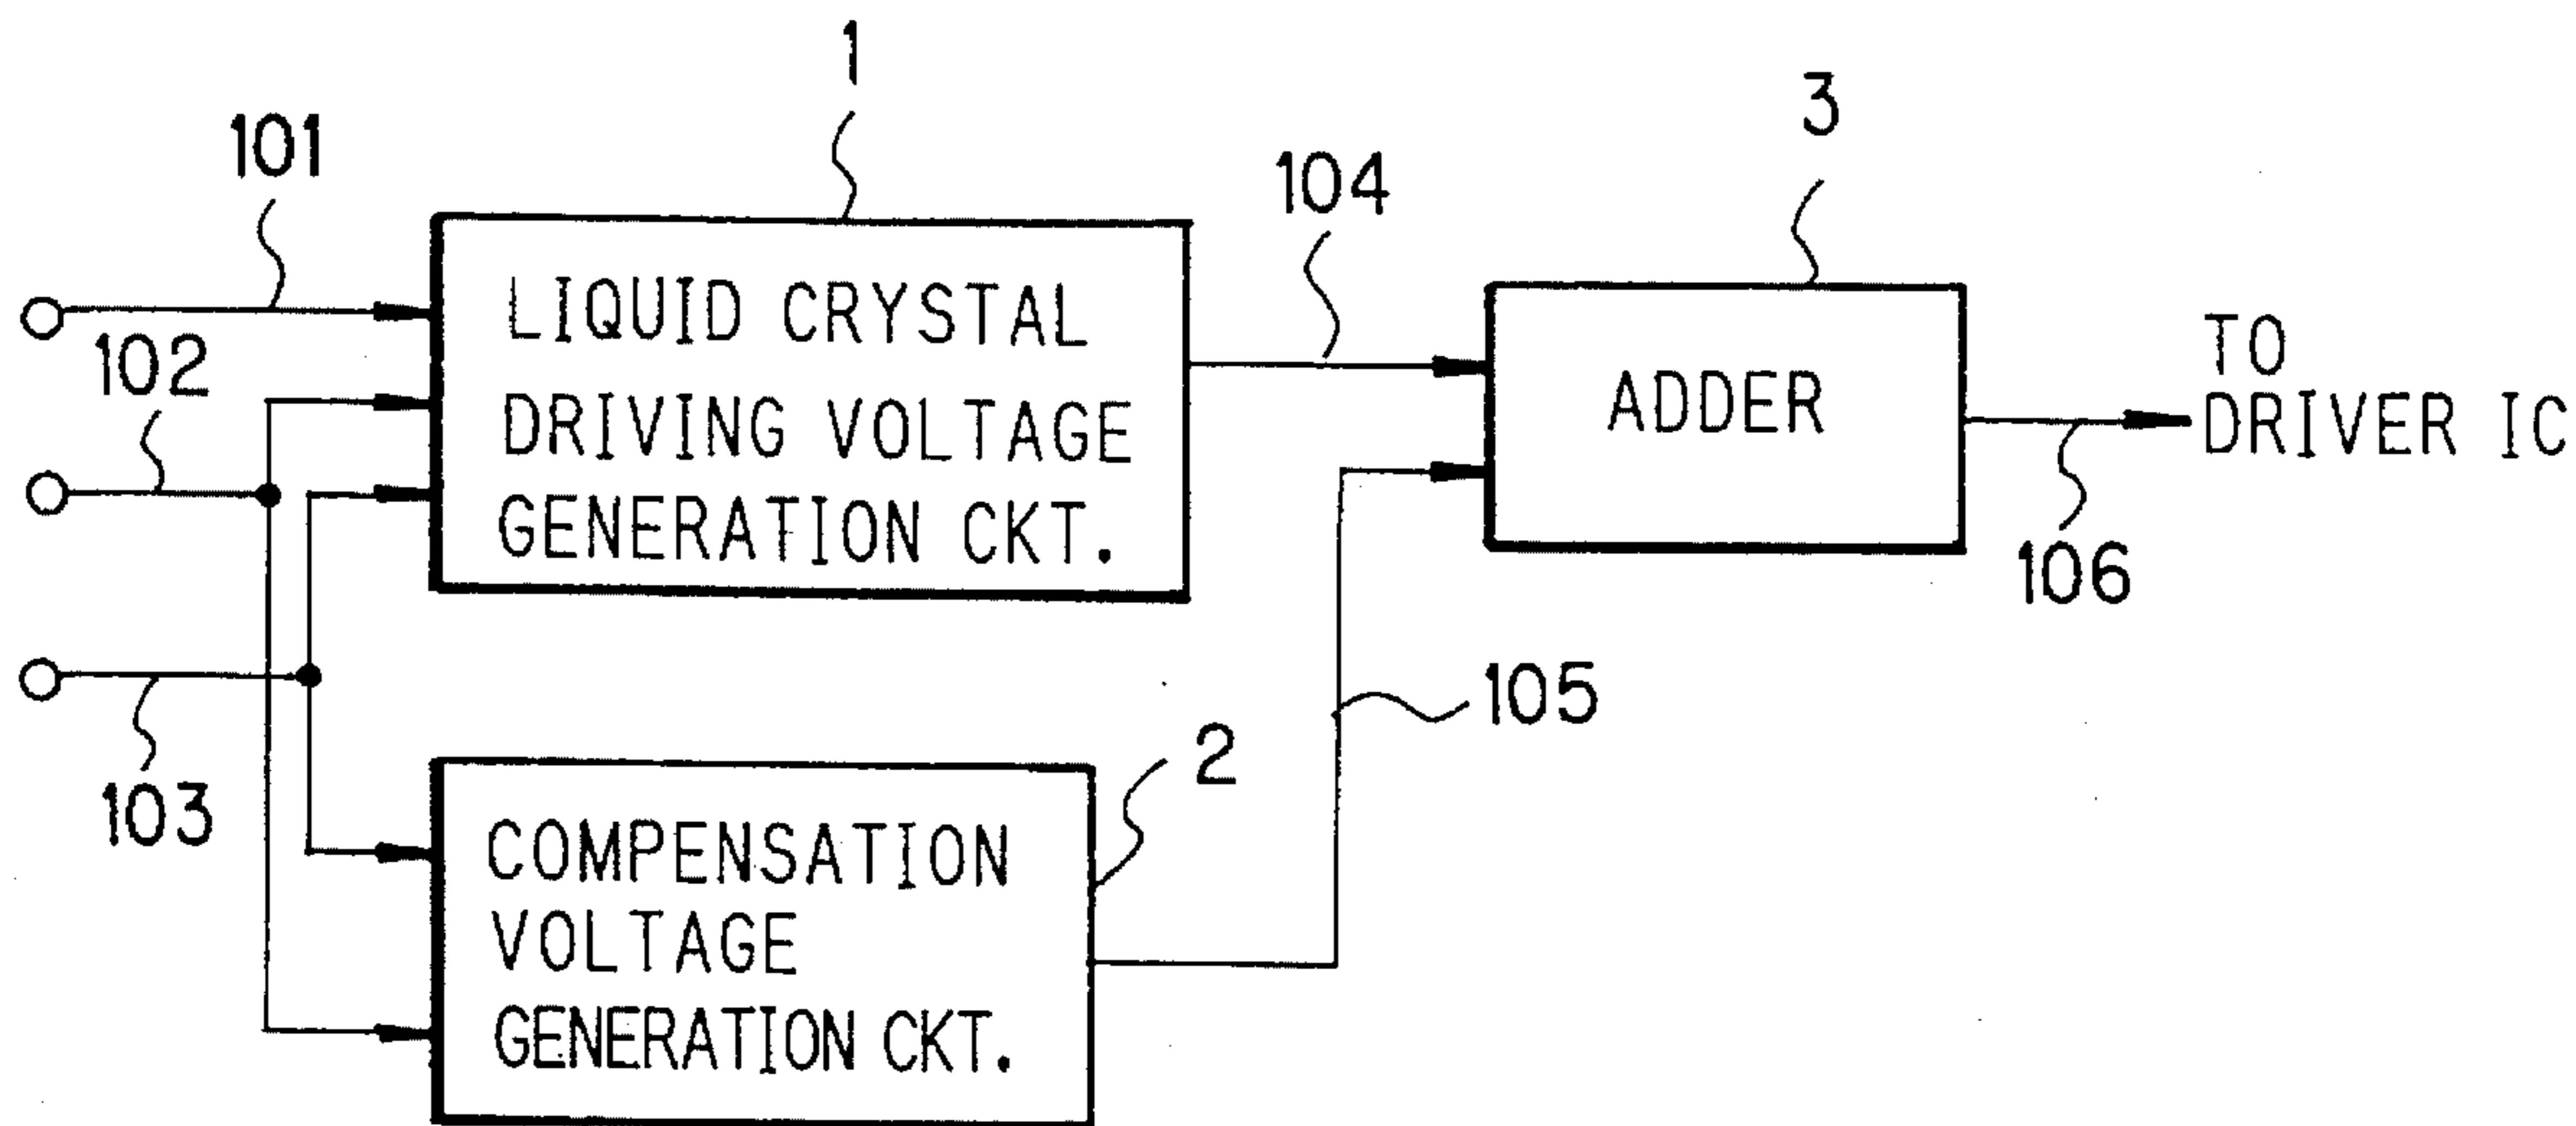 1
3
101
104
102
LIQUID CRYSTAL
DRIVING VOLTAGE
GENERATION CKT.
ADDER
TO
DRIVER IC
106
105
2
103
COMPENSATION
VOLTAGE
GENERATION CKT.